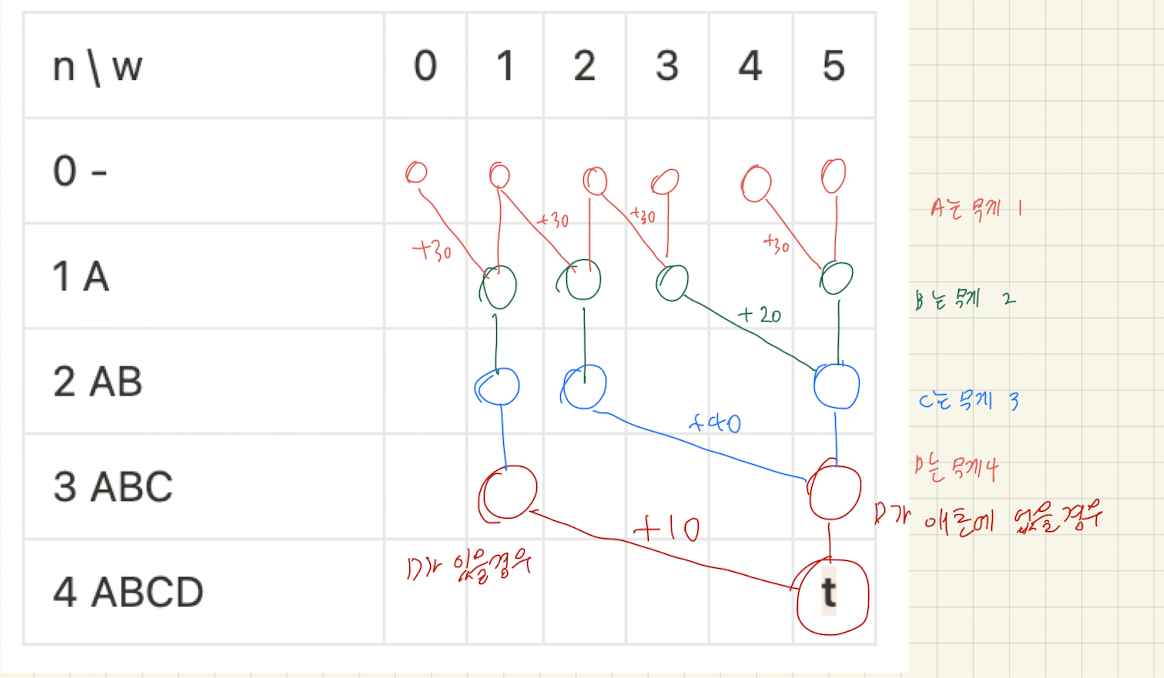 n \ w 0 1 2 3 4 5
0 -
A는 무게 1
+30 +30 +30 +30
1 A
B는 무게 2
+20
2 AB
C는 무게 3
+40
D는 무게4
3 ABC
D가 애초에 없을경우
+10
D가 있을경우
4 ABCD t